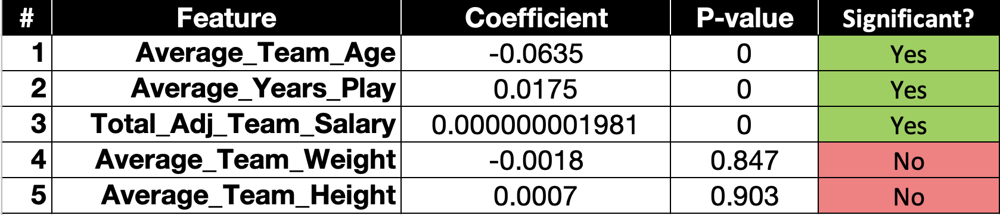 # Feature Coefficient P-value Significant?
1 Average_Team_Age -0.0635 0 Yes
2 Average_Years_Play 0.0175 0 Yes
3 Total_Adj_Team_Salary 0.000000001981 0 Yes
4 Average_Team_Weight -0.0018 0.847 No
5 Average_Team_Height 0.0007 0.903 No